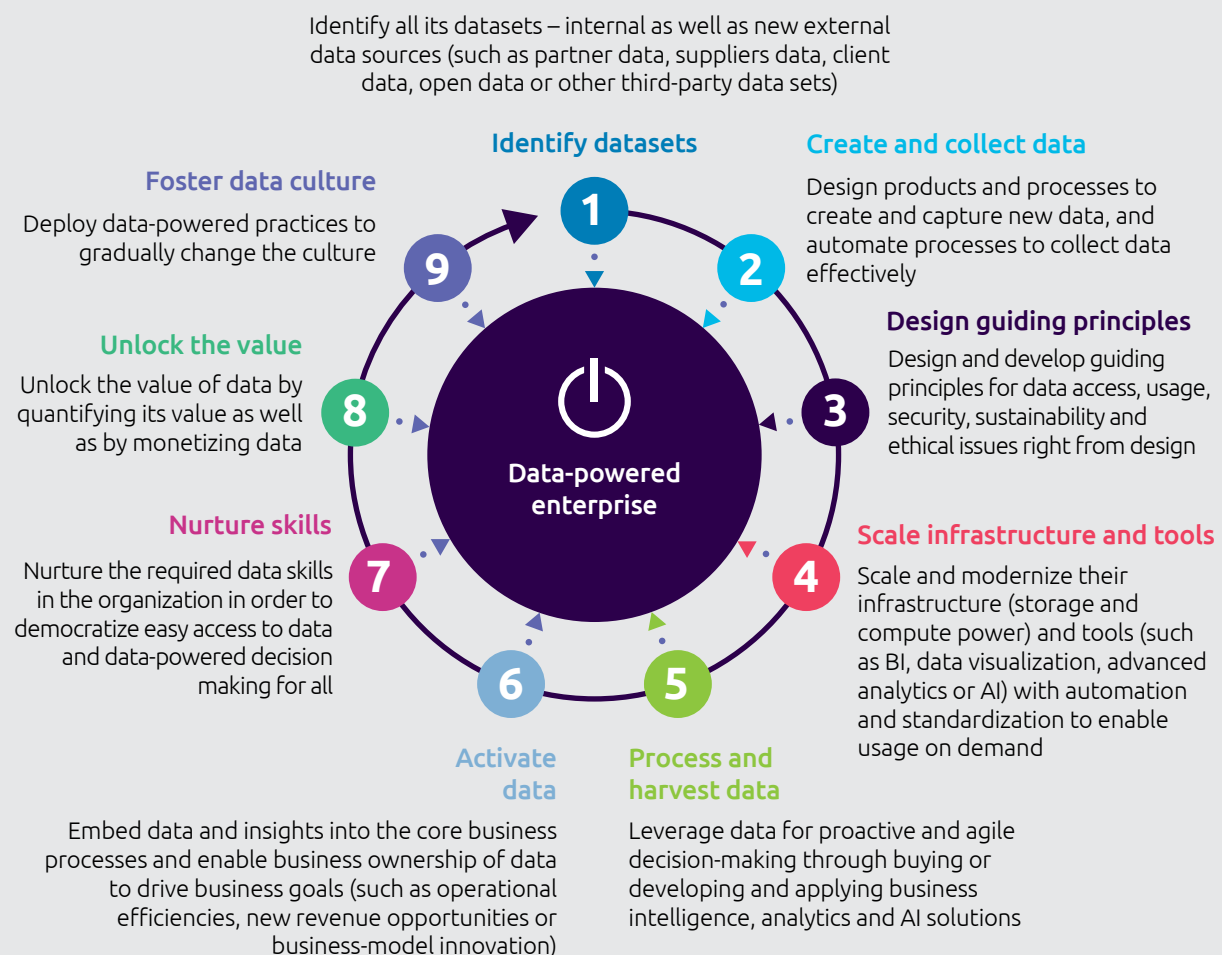 Identify all its datasets – internal as well as new external
data sources (such as partner data, suppliers data, client
data, open data or other third-party data sets)
Identify datasets
1
Create and collect data
Design products and processes to
create and capture new data, and
automate processes to collect data
effectively
2
Design guiding principles
Design and develop guiding
principles for data access, usage,
security, sustainability and
ethical issues right from design
3
Scale infrastructure and tools
Scale and modernize their
infrastructure (storage and
compute power) and tools (such
as BI, data visualization, advanced
analytics or AI) with automation
and standardization to enable
usage on demand
4
Process and
harvest data
Leverage data for proactive and agile
decision-making through buying or
developing and applying business
intelligence, analytics and AI solutions
5
Activate
data
Embed data and insights into the core business
processes and enable business ownership of data
to drive business goals (such as operational
efficiencies, new revenue opportunities or
business-model innovation)
6
Nurture skills
Nurture the required data skills
in the organization in order to
democratize easy access to data
and data-powered decision
making for all
7
Unlock the value
Unlock the value of data by
quantifying its value as well
as by monetizing data
8
Foster data culture
Deploy data-powered practices to
gradually change the culture
9
Data-powered
enterprise